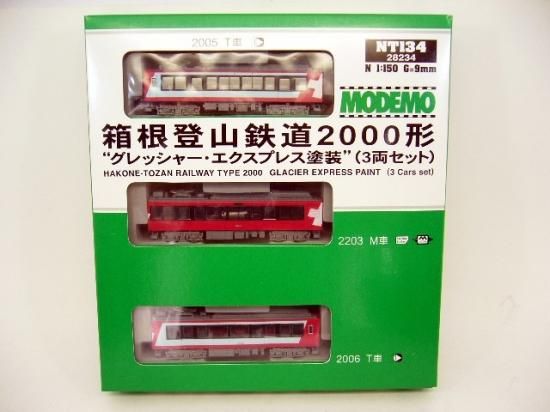 2005 T車
NT134
28234
N 1:150 G=9mm
MODEMO
箱根登山鉄道2000形
“グレッシャー・エクスプレス塗装”(3両セット)
HAKONE-TOZAN RAILWAY TYPE 2000 GLACIER EXPRESS PAINT (3 Cars set)
2203 M車
2006 T車